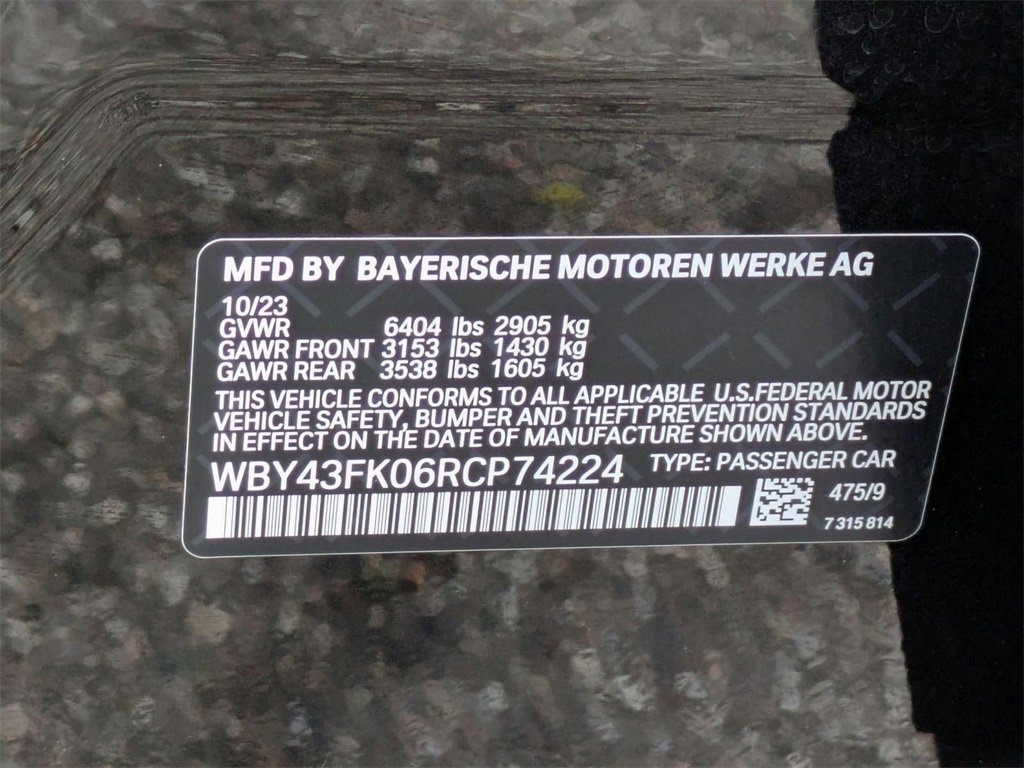 MFD BY BAYERISCHE MOTOREN WERKE AG
10/23
GVWR 6404 lbs 2905 kg
GAWR FRONT 3153 lbs 1430 kg
GAWR REAR 3538 lbs 1605 kg
THIS VEHICLE CONFORMS TO ALL APPLICABLE U.S.FEDERAL MOTOR
VEHICLE SAFETY, BUMPER AND THEFT PREVENTION STANDARDS
IN EFFECT ON THE DATE OF MANUFACTURE SHOWN ABOVE.
WBY43FK06RCP74224 TYPE: PASSENGER CAR
475/9
7 315 814